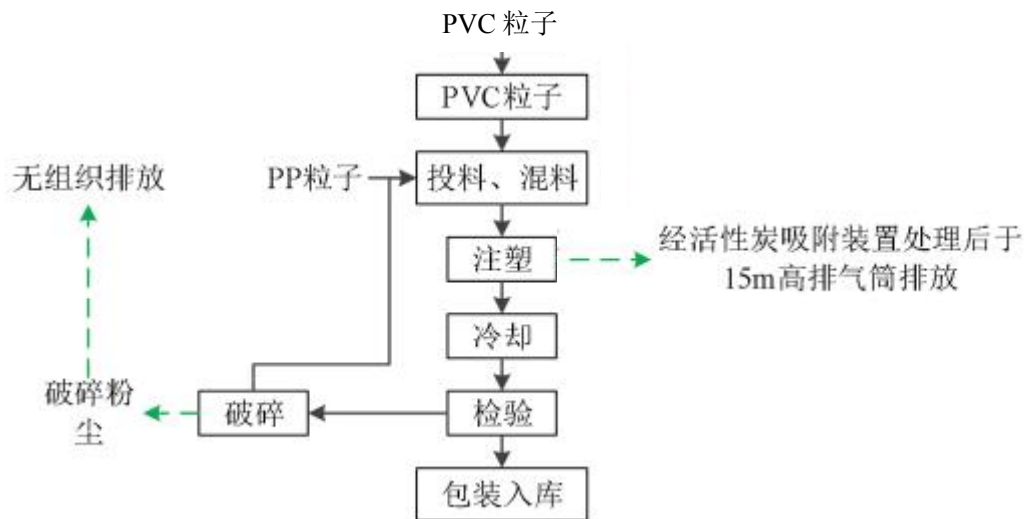 PVC 粒子
PVC粒子
无组织排放
PP粒子
投料、混料
注塑
经活性炭吸附装置处理后于
15m高排气筒排放
冷却
破碎粉
尘
破碎
检验
包装入库